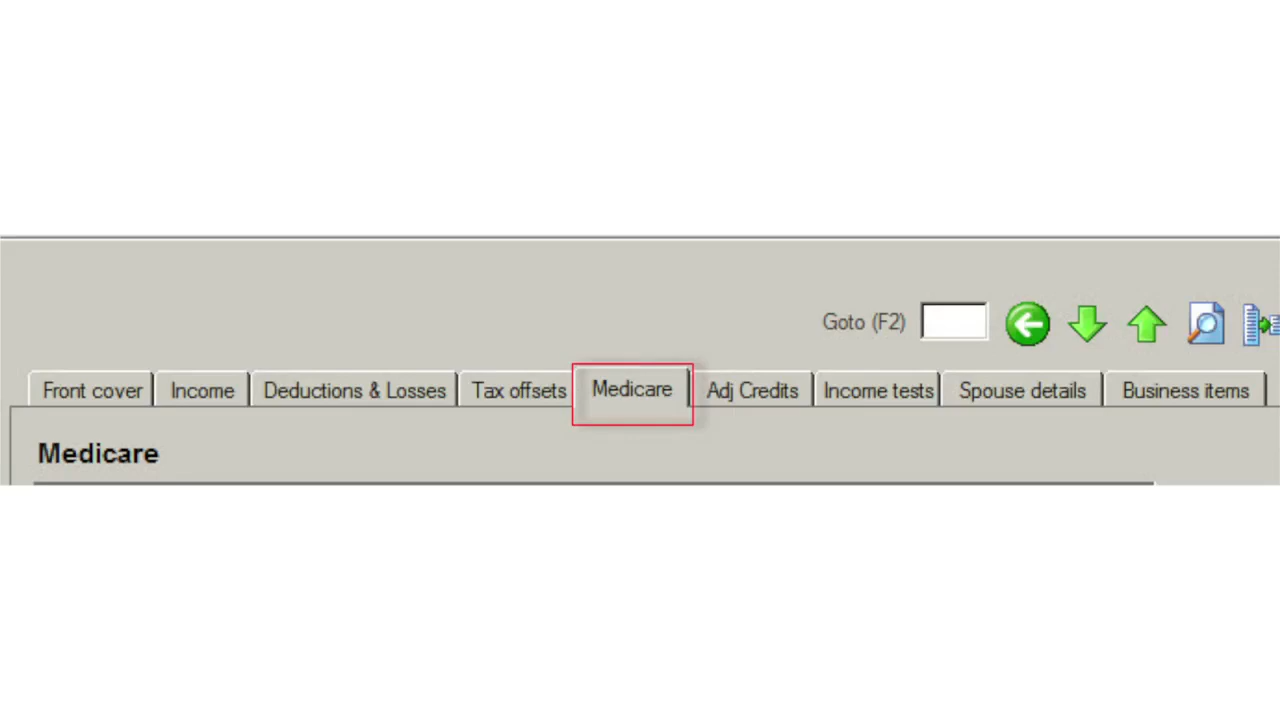 Goto (F2)
Front cover Income Deductions & Losses Tax offsets Medicare Adj Credits Income tests Spouse details Business items
Medicare